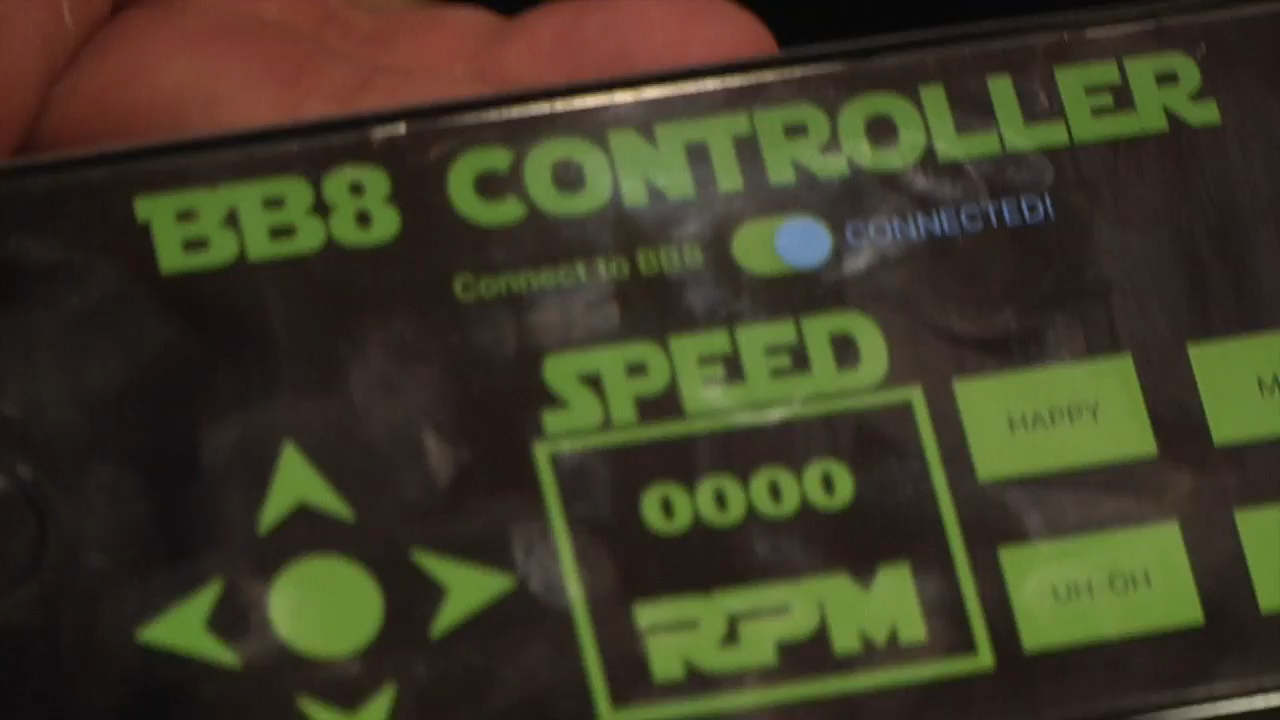 BB8 CONTROLLER
Connect to BB8 CONNECTED!
SPEED
0000
RPM
HAPPY
M
UH-OH